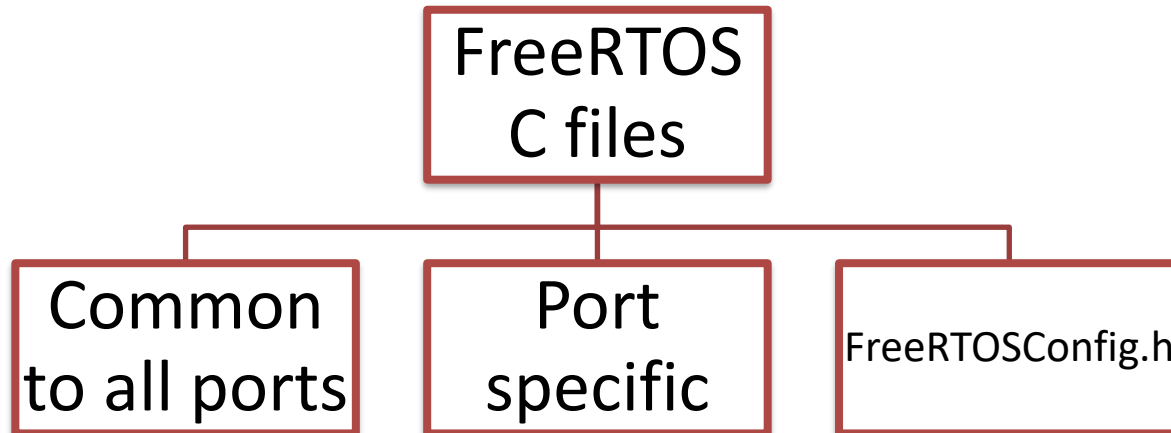 FreeRTOS
C files
Common
to all ports
Port
specific
FreeRTOSConfig.h